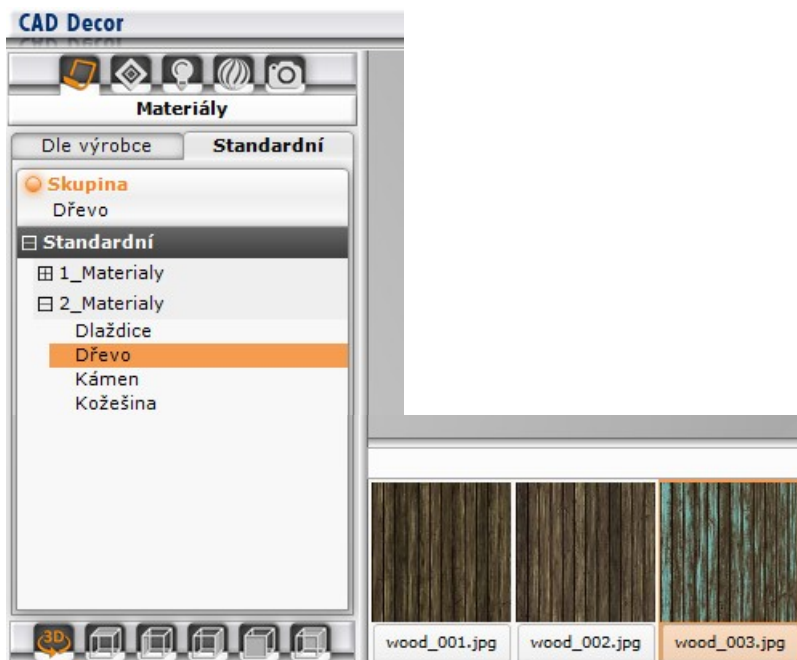 CAD Decor
Materiály
Dle výrobce Standardní
Skupina
Dřevo
Standardní
1_Materialy
2_Materialy
Dlaždice
Dřevo
Kámen
Kožešina
3D
wood_001.jpg wood_002.jpg wood_003.jpg